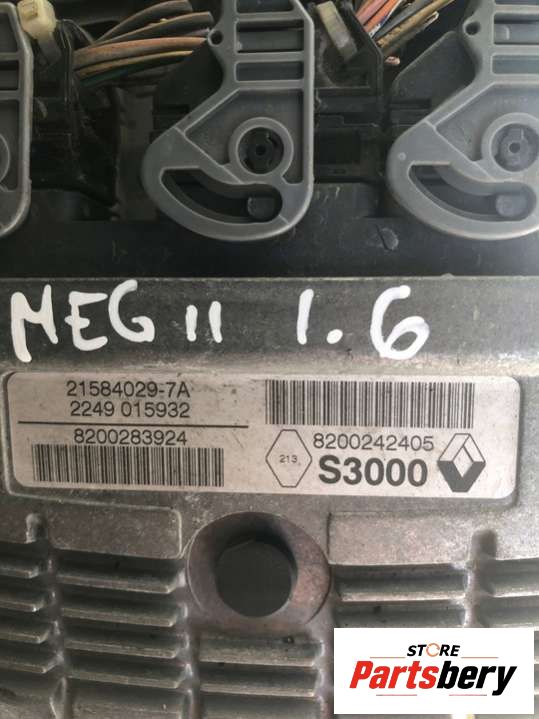 MEG II 1.6
21584029-7A
2249 015932
8200283924
213
8200242405
S3000
STORE
Partsbery